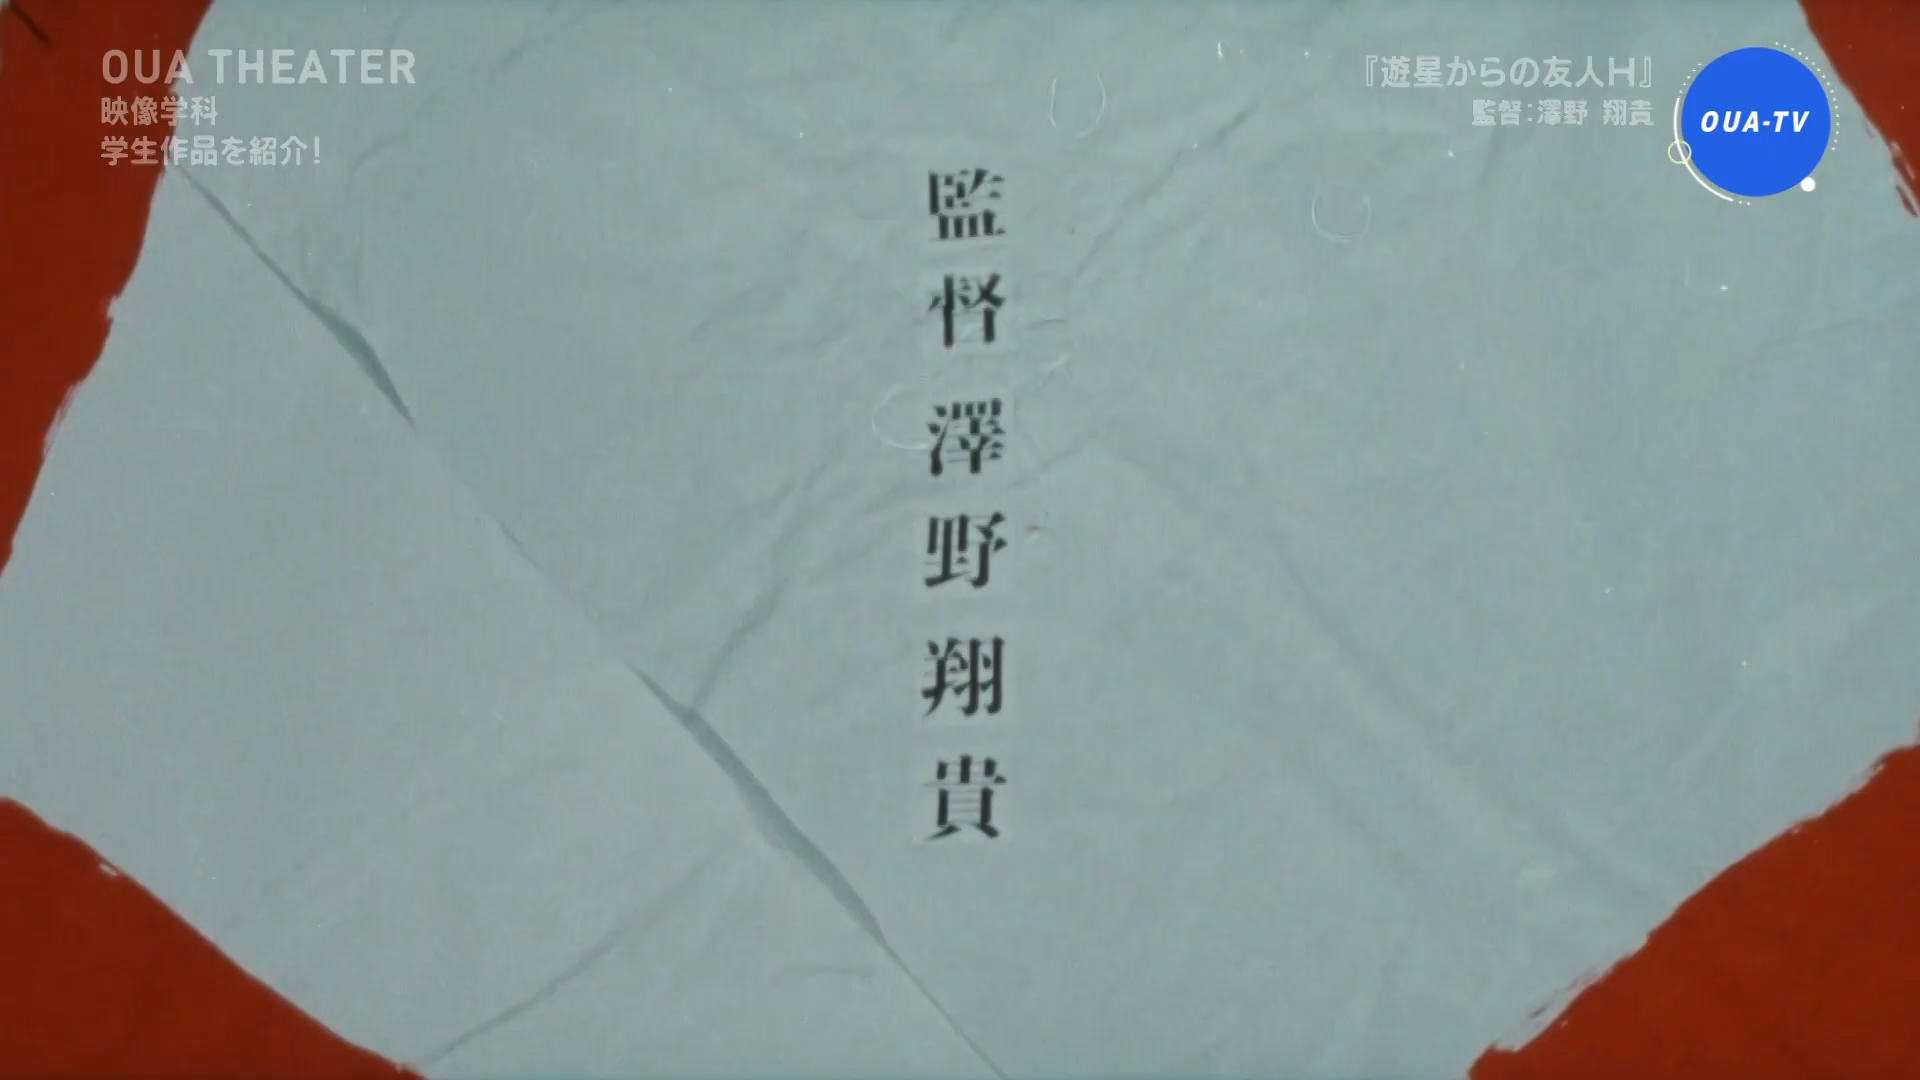 OUA THEATER
映像学科
学生作品を紹介!
『遊星からの友人H』
監督:澤野 翔貴
OUA-TV
監督澤野翔貴